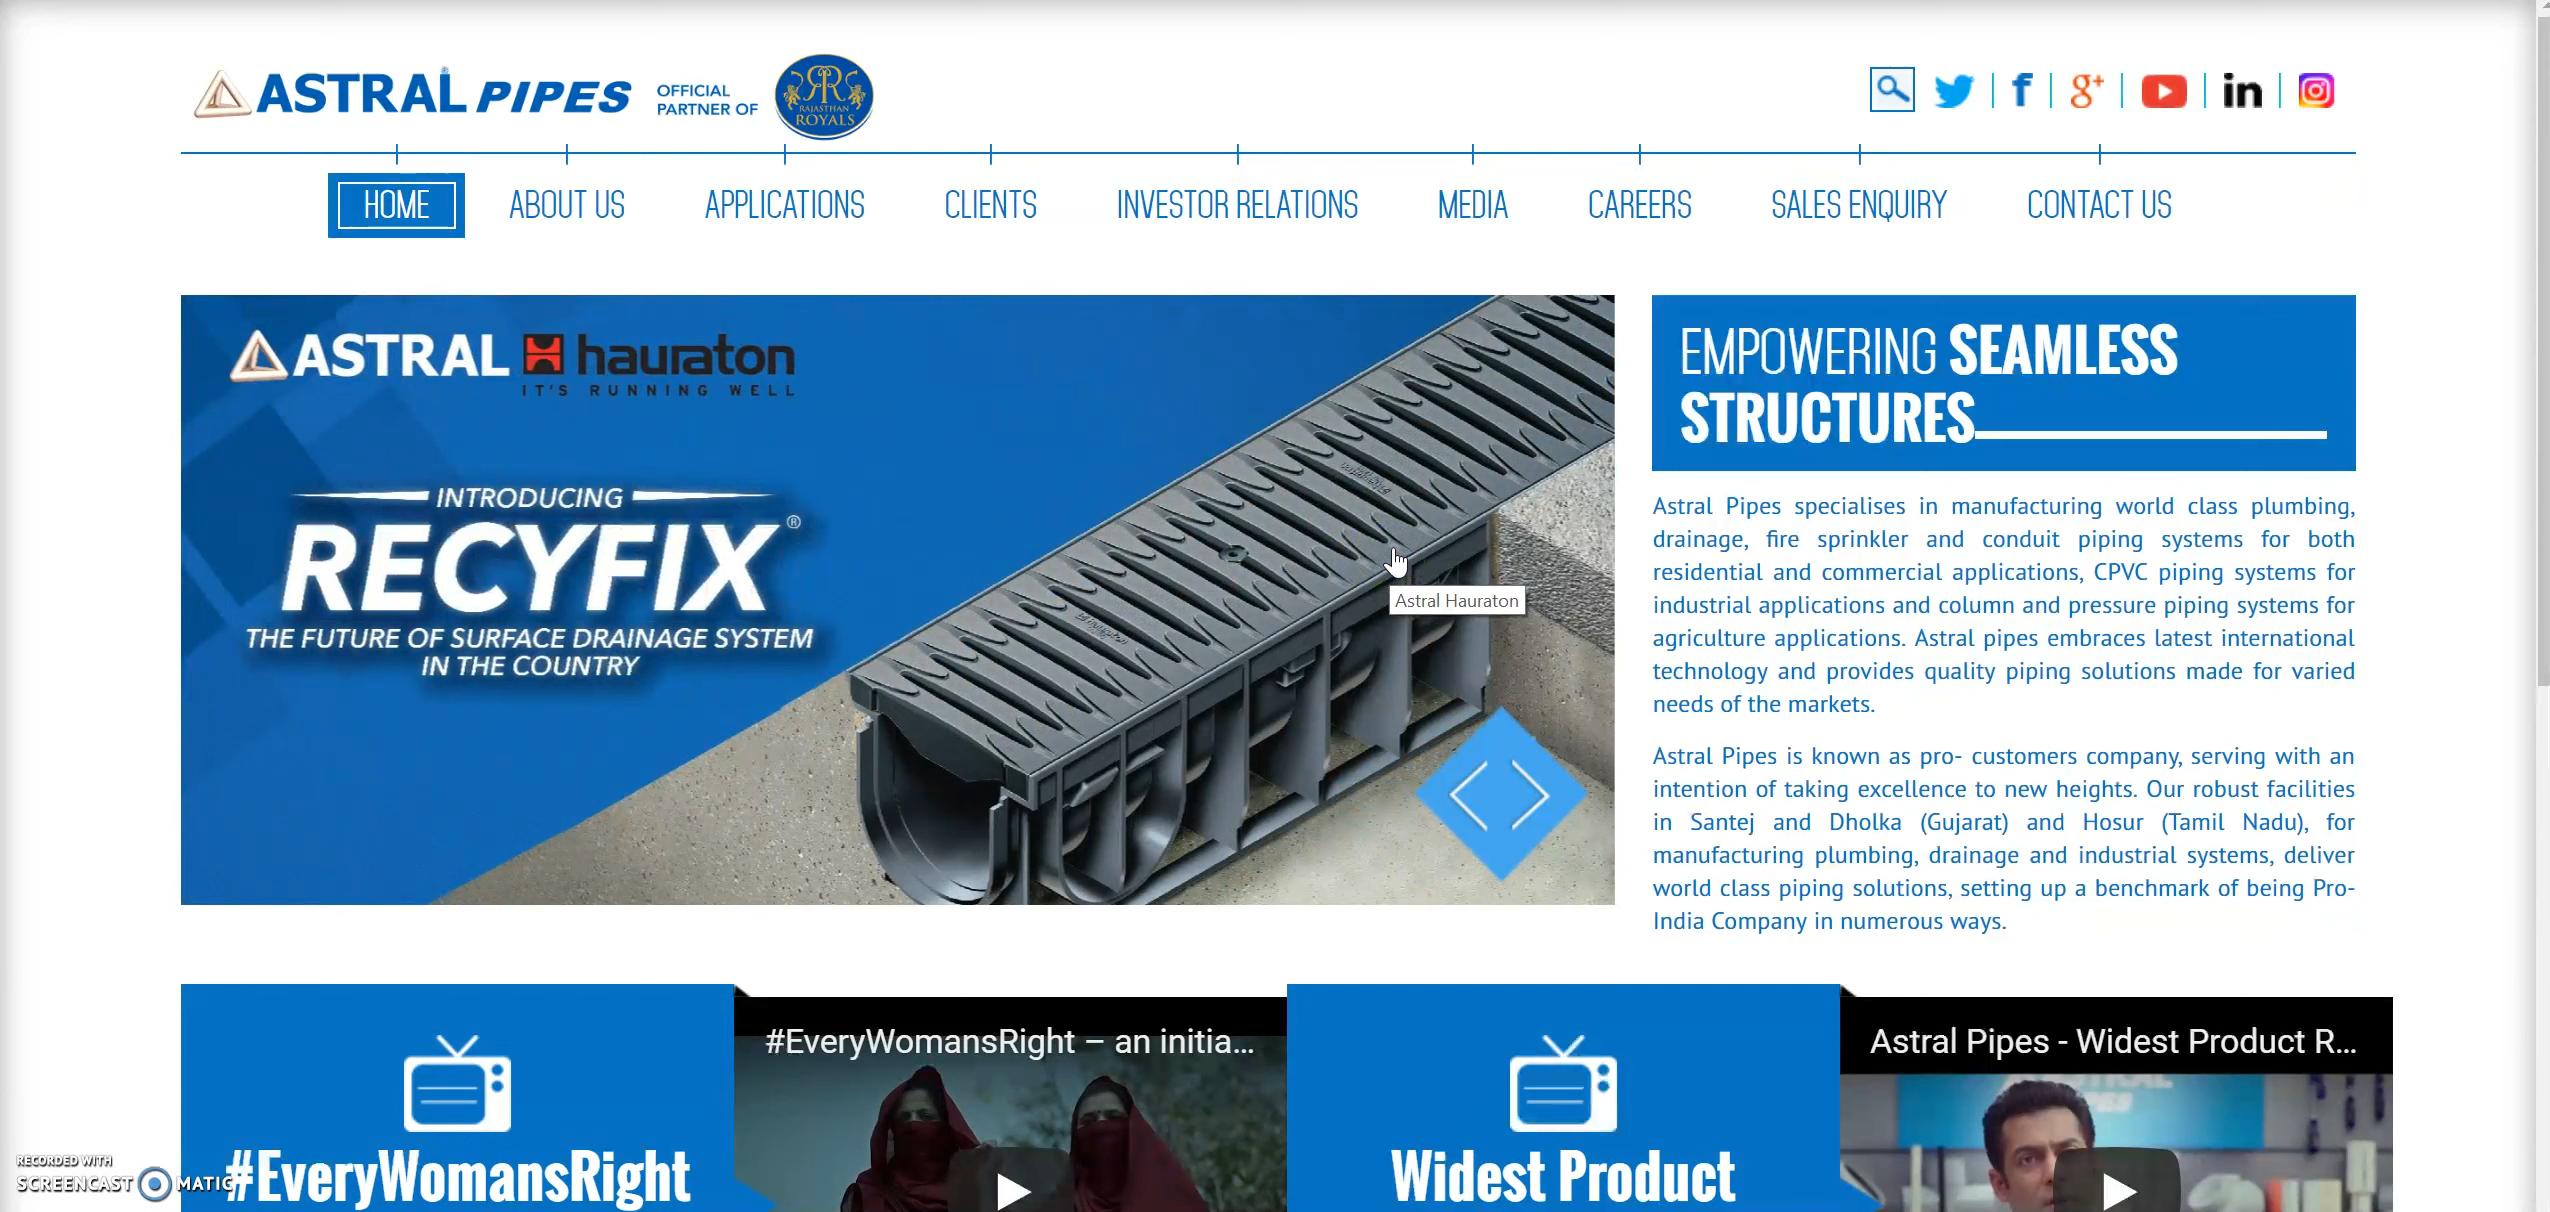 ASTRAL PIPES
OFFICIAL
PARTNER OF
RR
RAJASTHAN
ROYALS
f
g+
in
HOME
ABOUT US
APPLICATIONS
CLIENTS
INVESTOR RELATIONS
MEDIA
CAREERS
SALES ENQUIRY
CONTACT US
ASTRAL hauraton
IT'S RUNNING WELL
INTRODUCING
RECYFIX®
THE FUTURE OF SURFACE DRAINAGE SYSTEM
IN THE COUNTRY
Astral Hauraton
EMPOWERING SEAMLESS
STRUCTURES
Astral Pipes specialises in manufacturing world class plumbing,
drainage, fire sprinkler and conduit piping systems for both
residential and commercial applications, CPVC piping systems for
industrial applications and column and pressure piping systems for
agriculture applications. Astral pipes embraces latest international
technology and provides quality piping solutions made for varied
needs of the markets.
Astral Pipes is known as pro- customers company, serving with an
intention of taking excellence to new heights. Our robust facilities
in Santej and Dholka (Gujarat) and Hosur (Tamil Nadu), for
manufacturing plumbing, drainage and industrial systems, deliver
world class piping solutions, setting up a benchmark of being Pro-
India Company in numerous ways.
#EveryWomansRight
#EveryWomansRight – an initia...
Widest Product
Astral Pipes - Widest Product R...
RECORDED WITH
SCREENCAST MATIC